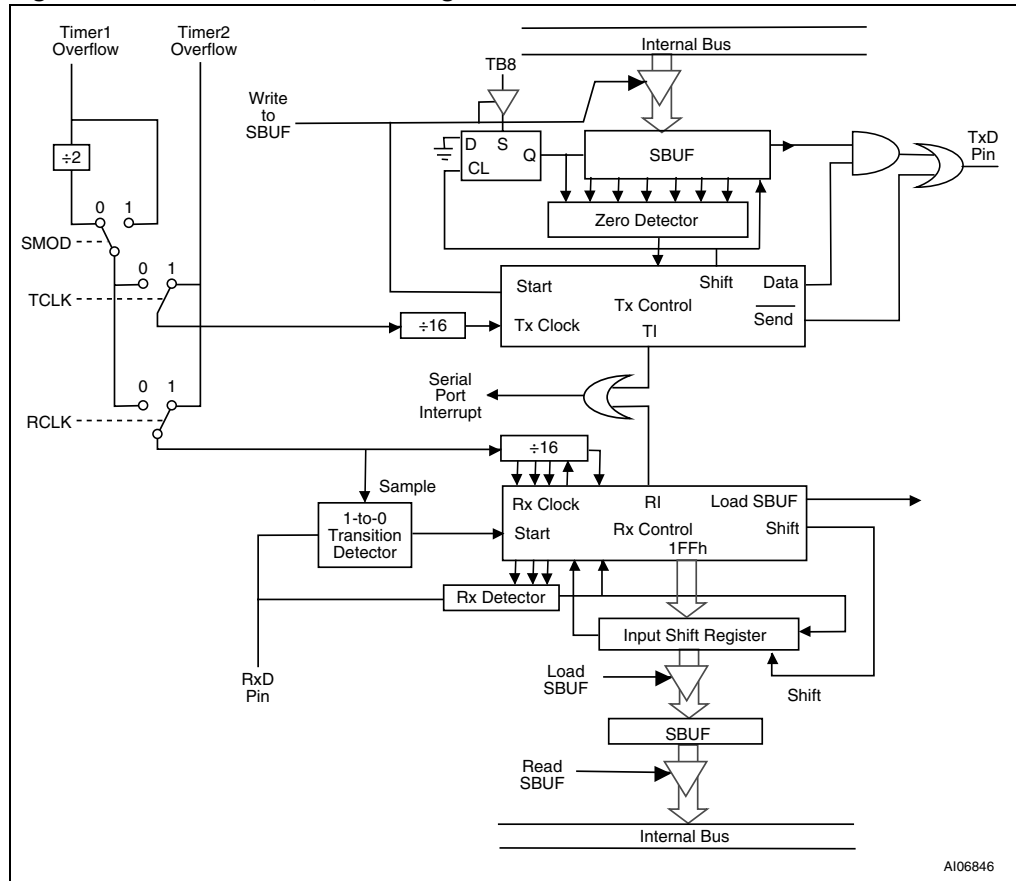 Timer1
Overflow
Timer2
Overflow
Internal Bus
TB8
Write
to
SBUF
÷2
D S
Q
CL
SBUF
TxD
Pin
0 1
SMOD
Zero Detector
0 1
TCLK
Start
Shift
Data
Tx Control
Send
÷16
Tx Clock
TI
0 1
RCLK
Serial
Port
Interrupt
÷16
Sample
Rx Clock
RI
Load SBUF
1-to-0
Transition
Detector
Start
Rx Control
Shift
1FFh
Rx Detector
Input Shift Register
RxD
Pin
Load
SBUF
Shift
SBUF
Read
SBUF
Internal Bus
AI06846